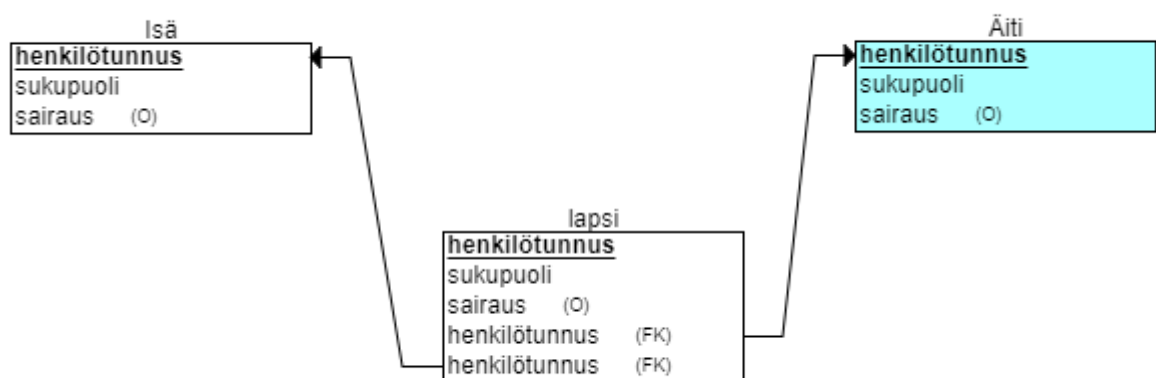 Isä
henkilötunnus
sukupuoli
sairaus (O)
Äiti
henkilötunnus
sukupuoli
sairaus (O)
lapsi
henkilötunnus
sukupuoli
sairaus (O)
henkilötunnus (FK)
henkilötunnus (FK)